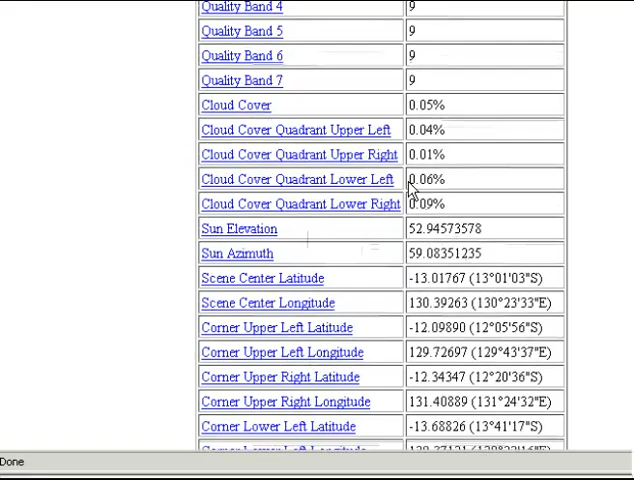 Quality Band 4 9
Quality Band 5 9
Quality Band 6 9
Quality Band 7 9
Cloud Cover 0.05%
Cloud Cover Quadrant Upper Left 0.04%
Cloud Cover Quadrant Upper Right 0.01%
Cloud Cover Quadrant Lower Left 0.06%
Cloud Cover Quadrant Lower Right 0.09%
Sun Elevation 52.94573578
Sun Azimuth 59.08351235
Scene Center Latitude -13.01767 (13°01'03"S)
Scene Center Longitude 130.39263 (130°23'33"E)
Corner Upper Left Latitude -12.09890 (12°05'56"S)
Corner Upper Left Longitude 129.72697 (129°43'37"E)
Corner Upper Right Latitude -12.34347 (12°20'36"S)
Corner Upper Right Longitude 131.40889 (131°24'32"E)
Corner Lower Left Latitude -13.68826 (13°41'17"S)
Corner Lower Left Longitude
Done